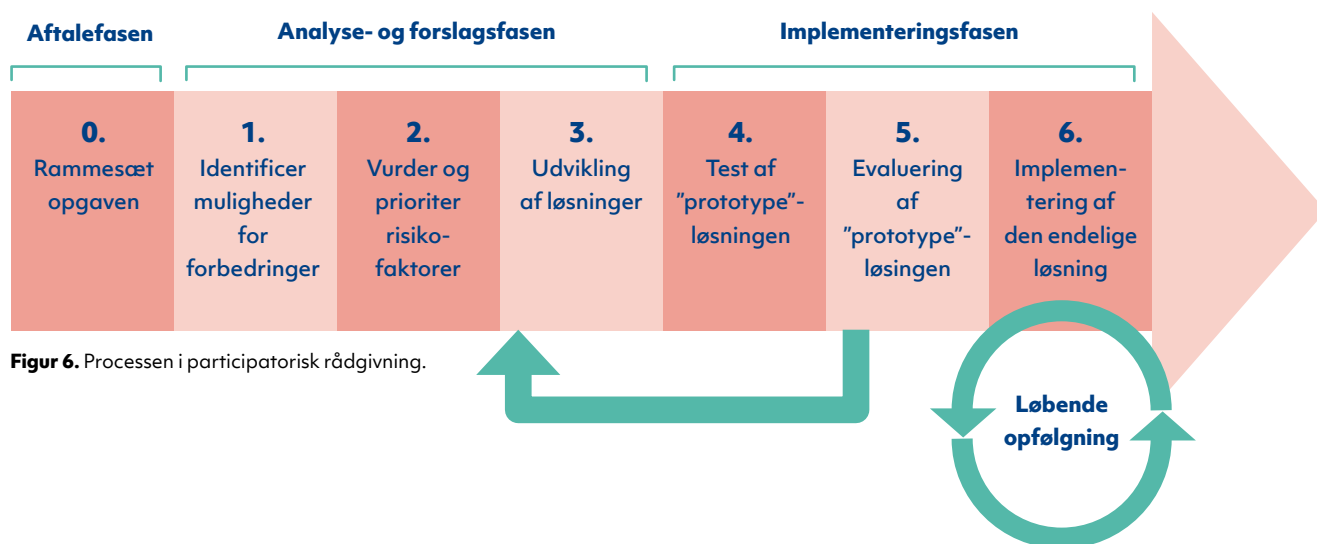 Aftalefasen
Analyse- og forslagsfasen
Implementeringsfasen
0.
Rammesæt
opgaven
1.
Identificer
muligheder
for
forbedringer
2.
Vurder og
prioriter
risiko-
faktorer
3.
Udvikling
af løsninger
4.
Test af
”prototype”-
løsningen
5.
Evaluering
af
”prototype”-
løsingen
6.
Implemen-
tering af
den endelige
løsning
Figur 6. Processen i participatorisk rådgivning.
Løbende
opfølgning